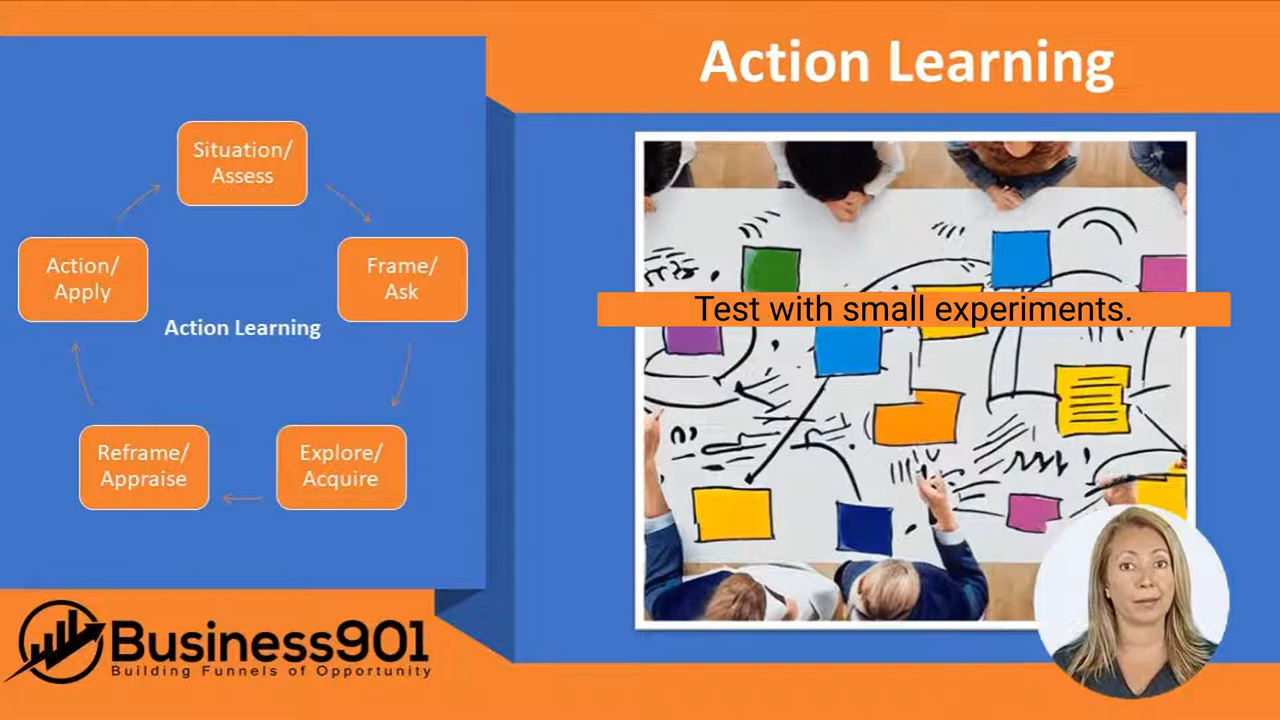 Action Learning
Situation/
Assess
Action/
Apply
Frame/
Ask
Action Learning
Reframe/
Appraise
Explore/
Acquire
Test with small experiments.
Business901
Building Funnels of Opportunity